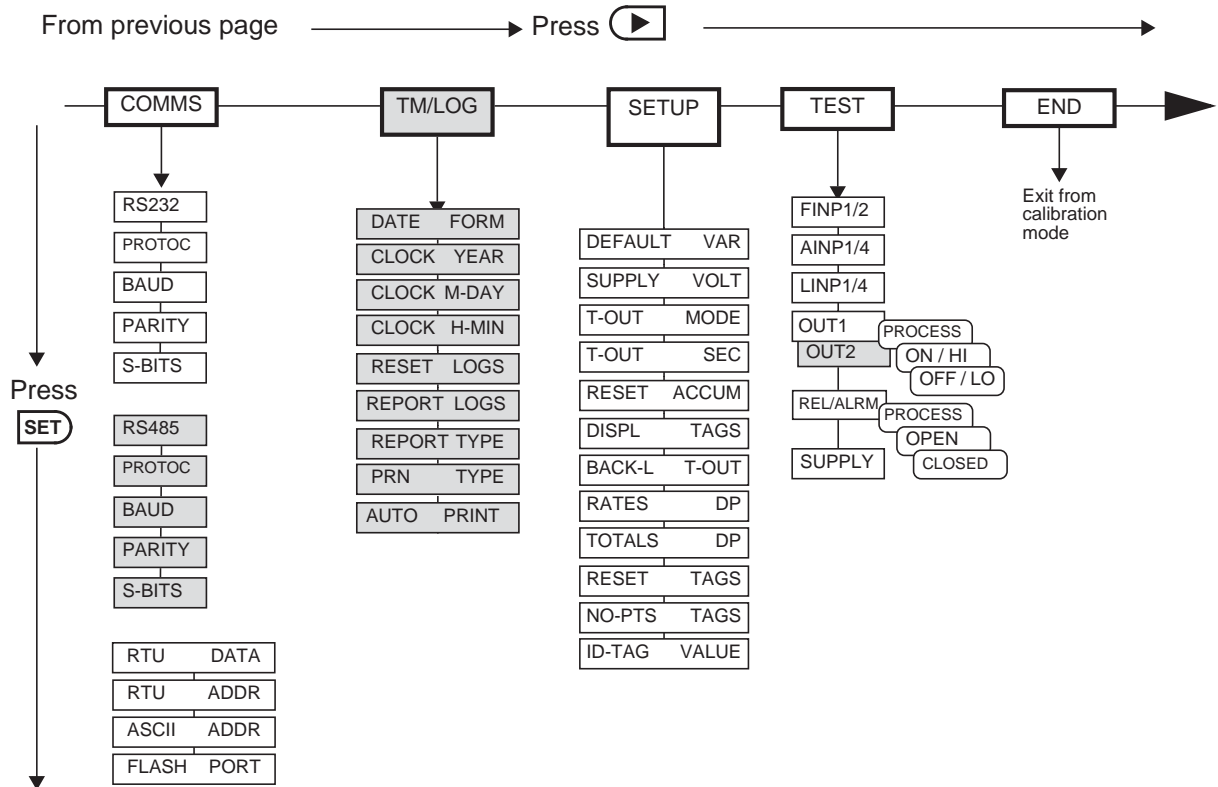 From previous page
Press
COMMS
TM/LOG
SETUP
TEST
END
Press
SET
RS232
PROTOC
BAUD
PARITY
S-BITS
RS485
PROTOC
BAUD
PARITY
S-BITS
RTU DATA
RTU ADDR
ASCII ADDR
FLASH PORT
DATE FORM
CLOCK YEAR
CLOCK M-DAY
CLOCK H-MIN
RESET LOGS
REPORT LOGS
REPORT TYPE
PRN TYPE
AUTO PRINT
DEFAULT VAR
SUPPLY VOLT
T-OUT MODE
T-OUT SEC
RESET ACCUM
DISPL TAGS
BACK-L T-OUT
RATES DP
TOTALS DP
RESET TAGS
NO-PTS TAGS
ID-TAG VALUE
FINP1/2
AINP1/4
LINP1/4
OUT1
OUT2
PROCESS
ON / HI
OFF / LO
REL/ALRM
PROCESS
OPEN
CLOSED
SUPPLY
Exit from
calibration
mode